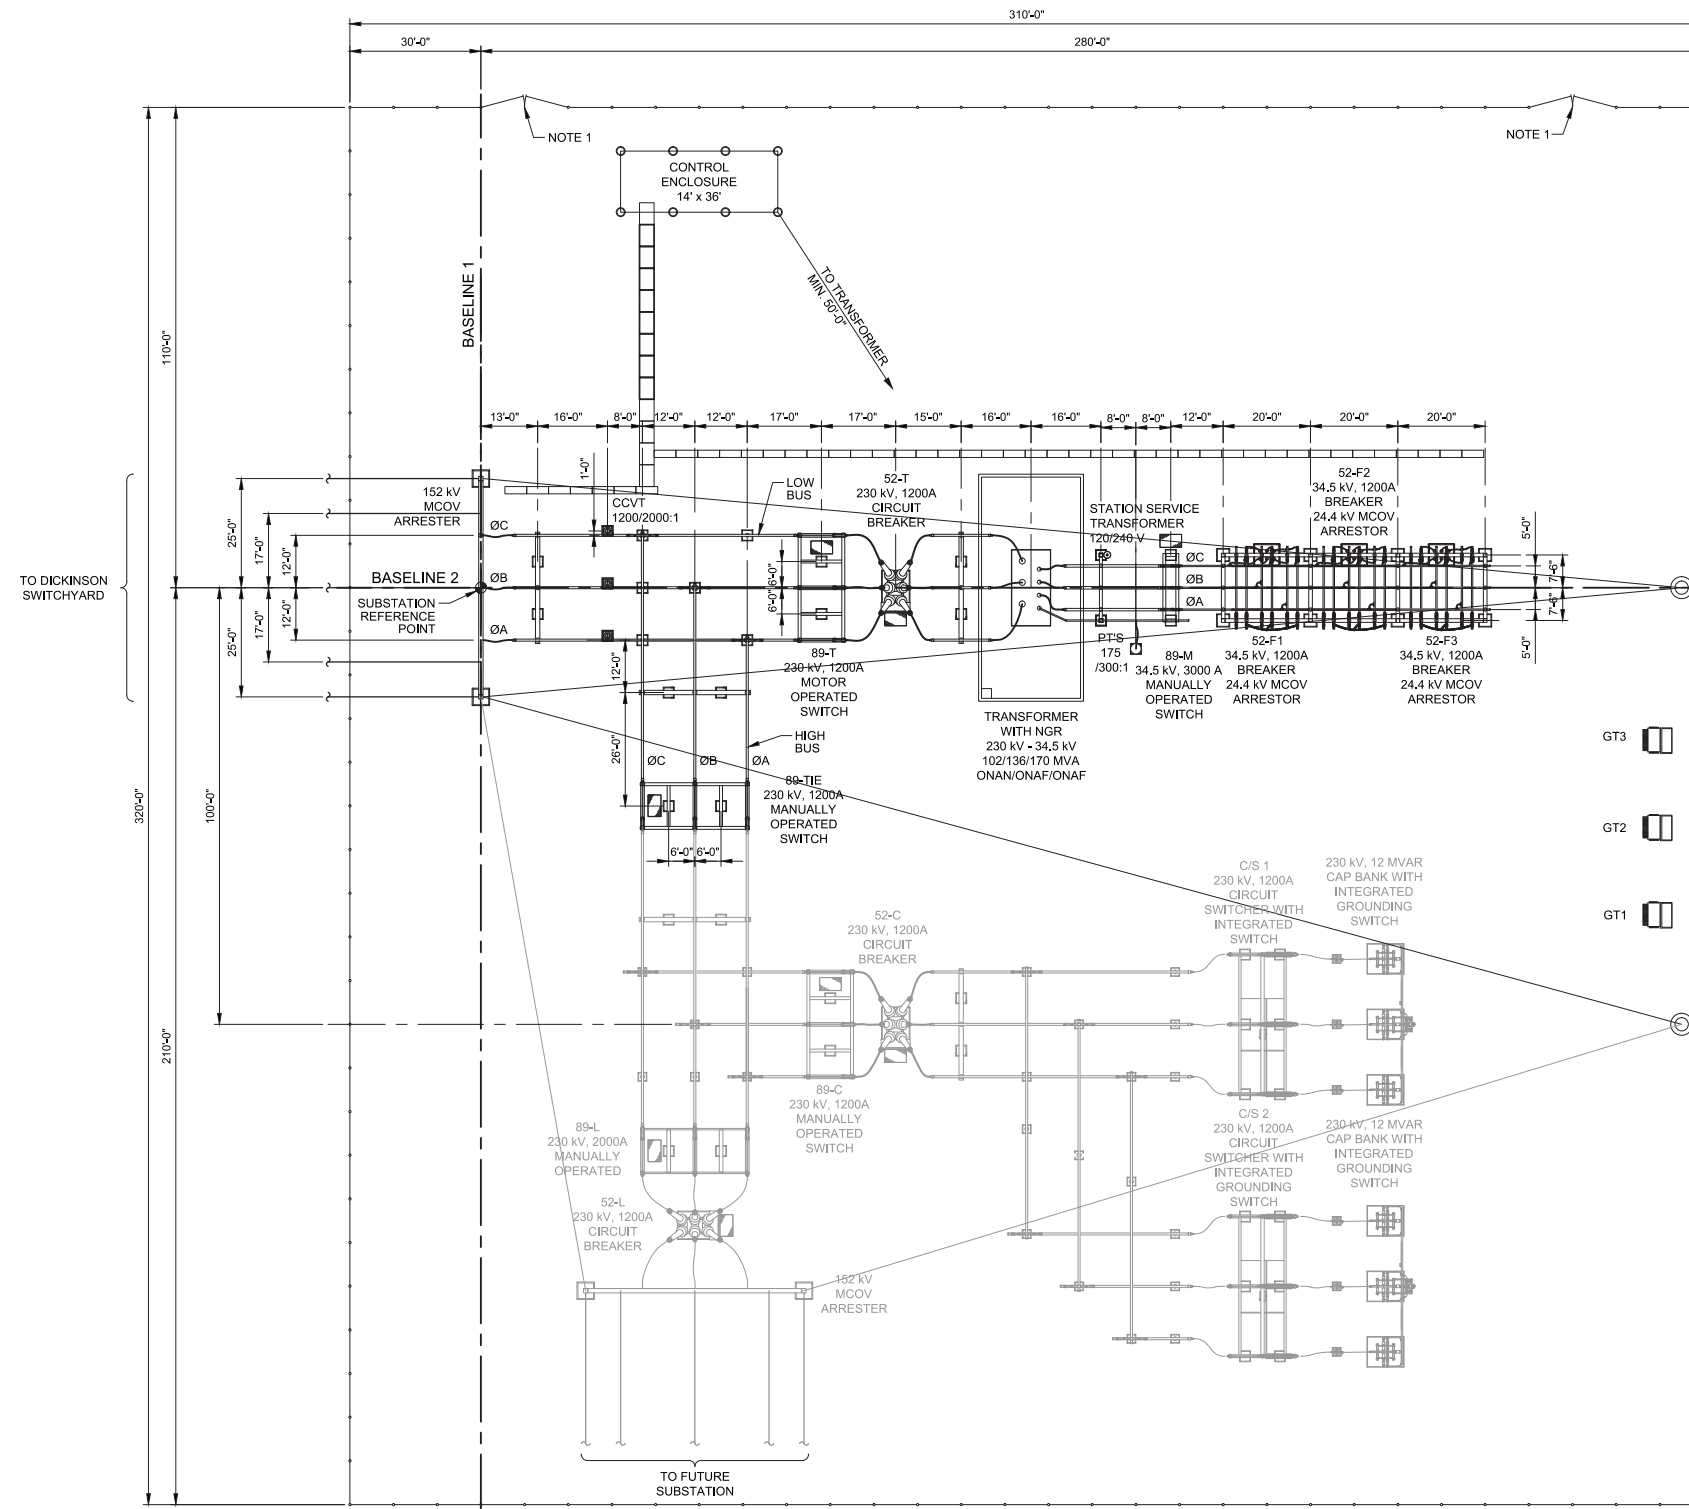 310'-0"
30'-0"
280'-0"
NOTE 1
NOTE 1
CONTROL
ENCLOSURE
14' x 36'
BASELINE 1
TO TRANSFORMER
MIN. 50'-0"
110'-0"
13'-0"
16'-0"
8'-0"
12'-0"
12'-0"
17'-0"
17'-0"
15'-0"
16'-0"
16'-0"
8'-0"
8'-0"
12'-0"
20'-0"
20'-0"
20'-0"
1'-0"
152 kV
MCOV
ARRESTER
CCVT
1200/2000:1
LOW
BUS
52-T
230 kV, 1200A
CIRCUIT
BREAKER
STATION SERVICE
TRANSFORMER
120/240 V
52-F2
34.5 kV, 1200A
BREAKER
24.4 kV MCOV
ARRESTOR
25'-0"
17'-0"
12'-0"
12'-0"
17'-0"
25'-0"
TO DICKINSON
SWITCHYARD
ØC
ØB
ØA
BASELINE 2
SUBSTATION
REFERENCE
POINT
6'-0"
6'-0"
ØC
ØB
ØA
5'-0"
7'-6"
7'-6"
5'-0"
12'-0"
26'-0"
89-T
230 kV, 1200A
MOTOR
OPERATED
SWITCH
PT'S
175
/300:1
89-M
34.5 kV, 3000 A
MANUALLY
OPERATED
SWITCH
52-F1
34.5 kV, 1200A
BREAKER
24.4 kV MCOV
ARRESTOR
52-F3
34.5 kV, 1200A
BREAKER
24.4 kV MCOV
ARRESTOR
TRANSFORMER
WITH NGR
230 kV - 34.5 kV
102/136/170 MVA
ONAN/ONAF/ONAF
HIGH
BUS
ØC
ØB
ØA
89-TIE
230 kV, 1200A
MANUALLY
OPERATED
SWITCH
6'-0"
6'-0"
GT3
GT2
GT1
320'-0"
100'-0"
210'-0"
52-C
230 kV, 1200A
CIRCUIT
BREAKER
C/S 1
230 kV, 1200A
CIRCUIT
SWITCHER WITH
INTEGRATED
SWITCH
230 kV, 12 MVAR
CAP BANK WITH
INTEGRATED
GROUNDING
SWITCH
89-C
230 kV, 1200A
MANUALLY
OPERATED
SWITCH
89-L
230 kV, 2000A
MANUALLY
OPERATED
C/S 2
230 kV, 1200A
CIRCUIT
SWITCHER WITH
INTEGRATED
GROUNDING
SWITCH
230 kV, 12 MVAR
CAP BANK WITH
INTEGRATED
GROUNDING
SWITCH
52-L
230 kV, 1200A
CIRCUIT
BREAKER
152 kV
MCOV
ARRESTER
TO FUTURE
SUBSTATION